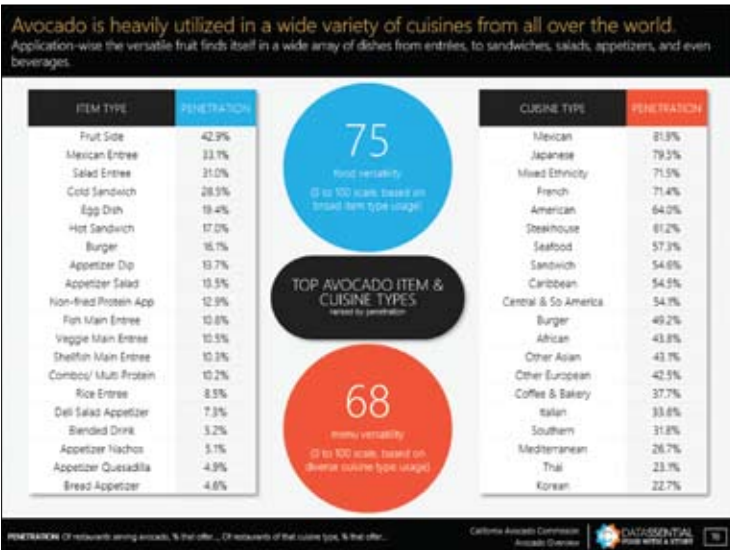 Avocado is heavily utilized in a wide variety of cuisines from all over the world.
Application-wise the versatile fruit finds itself in a wide array of dishes from entrées, to sandwiches, salads, appetizers, and even
beverages.
ITEM TYPE PENETRATION
Fruit Side 42.9%
Mexican Entree 33.1%
Salad Entree 31.0%
Cold Sandwich 28.5%
Egg Dish 19.4%
Hot Sandwich 17.0%
Burger 16.1%
Appetizer Dip 13.7%
Appetizer Salad 13.5%
Non-fried Protein App 12.9%
Fish Main Entree 10.8%
Veggie Main Entree 10.5%
Shellfish Main Entree 10.3%
Combos/ Multi Protein 10.2%
Rice Entree 8.5%
Deli Salad Appetizer 7.3%
Blended Drink 5.2%
Appetizer Nachos 5.1%
Appetizer Quesadilla 4.9%
Bread Appetizer 4.8%
75
food versatility
(0 to 100 scale, based on
broad item type usage)
TOP AVOCADO ITEM &
CUISINE TYPES
ranked by penetration
68
menu versatility
(0 to 100 scale, based on
diverse cuisine type usage)
CUISINE TYPE PENETRATION
Mexican 81.9%
Japanese 79.5%
Mixed Ethnicity 71.5%
French 71.4%
American 64.0%
Steakhouse 61.2%
Seafood 57.3%
Sandwich 54.6%
Caribbean 54.5%
Central & So America 54.1%
Burger 49.2%
African 43.8%
Other Asian 43.1%
Other European 42.5%
Coffee & Bakery 37.7%
Italian 33.8%
Southern 31.8%
Mediterranean 26.7%
Thai 23.1%
Korean 22.7%
PENETRATION: Of restaurants serving avocado, % that offer... Of restaurants of that cuisine type, % that offer...
California Avocado Commission
Avocado Overview
DATASSENTIAL
FOOD WITH A STORY